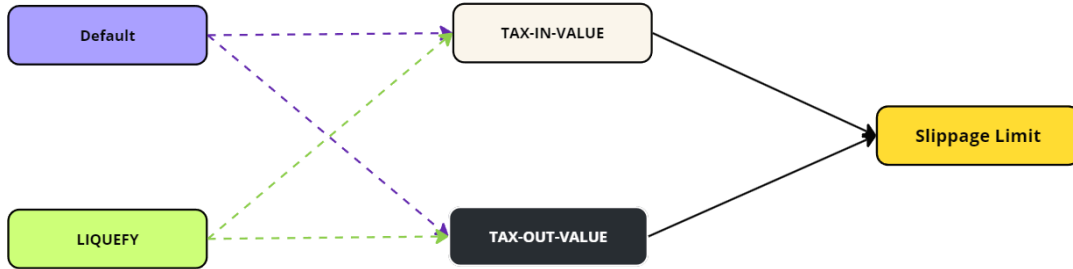 Default
TAX-IN-VALUE
Slippage Limit
LIQUEFY
TAX-OUT-VALUE